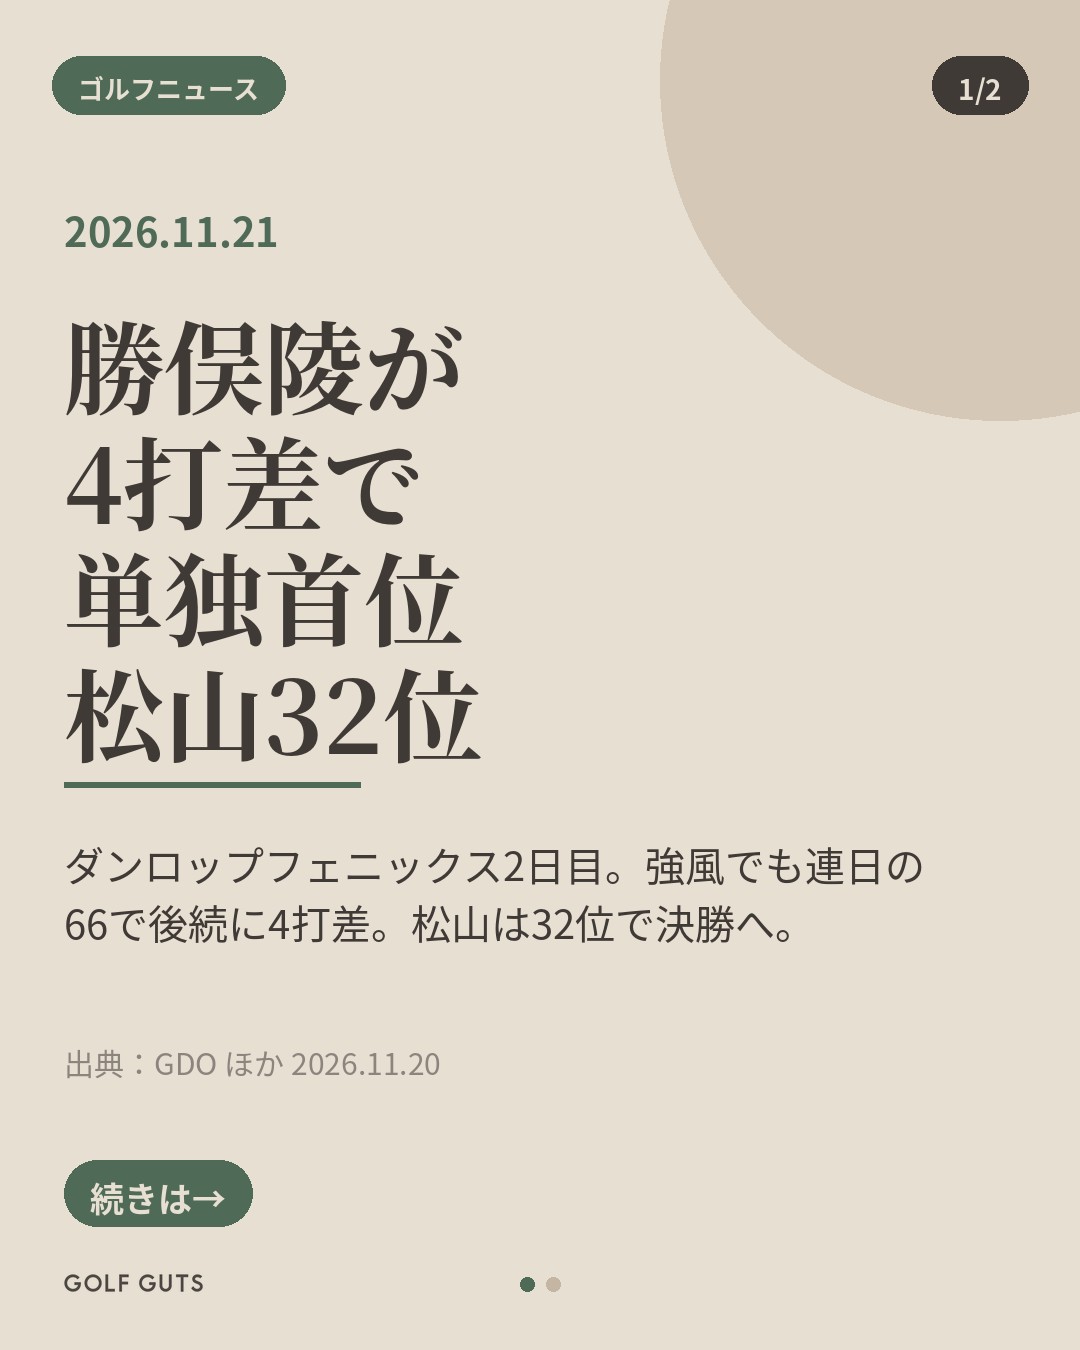 ゴルフニュース
1/2
2026.11.21
勝俣陵が
4打差で
単独首位
松山32位
ダンロップフェニックス2日目。強風でも連日の
66で後続に4打差。松山は32位で決勝へ。
出典：GDO ほか 2026.11.20
続きは→
GOLF GUTS